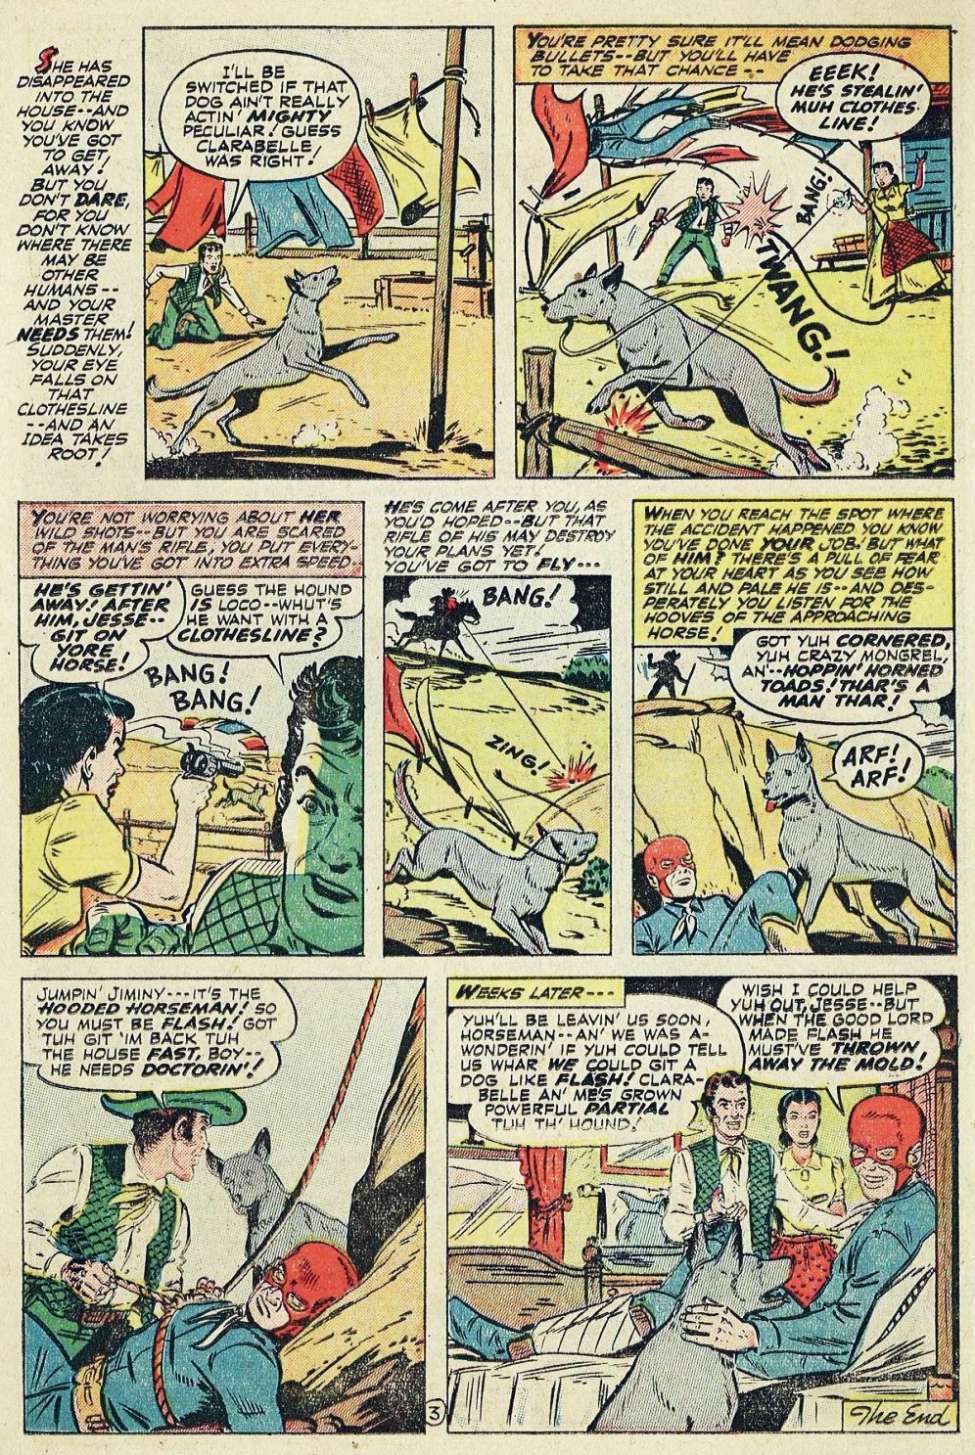 SHE HAS
DISAPPEARED
INTO THE
HOUSE--AND
YOU KNOW
YOU'VE GOT
TO GET
AWAY!
BUT YOU
DON'T DARE,
FOR YOU
DON'T KNOW
WHERE THERE
MAY BE
OTHER
HUMANS--
AND YOUR
MASTER
NEEDS THEM!
SUDDENLY,
YOUR EYE
FALLS ON
THAT
CLOTHESLINE
--AND AN
IDEA TAKES
ROOT!
I'LL BE
SWITCHED IF THAT
DOG AIN'T REALLY
ACTIN' MIGHTY
PECULIAR! GUESS
CLARABELLE
WAS RIGHT!
YOU'RE PRETTY SURE IT'LL MEAN DODGING
BULLETS--BUT YOU'LL HAVE
TO TAKE THAT CHANCE--
EEEK!
HE'S STEALIN'
MUH CLOTHES-
LINE!
BANG!
TWANG!
YOU'RE NOT WORRYING ABOUT HER
WILD SHOTS--BUT YOU ARE SCARED
OF THE MAN'S RIFLE, YOU PUT EVERY-
THING YOU'VE GOT INTO EXTRA SPEED--
HE'S GETTIN'
AWAY! AFTER
HIM, JESSE--
GIT ON
YORE
HORSE!
GUESS THE HOUND
IS LOCO--WHUT'S
HE WANT WITH A
CLOTHESLINE?
BANG!
BANG!
HE'S COME AFTER YOU, AS
YOU'D HOPED--BUT THAT
RIFLE OF HIS MAY DESTROY
YOUR PLANS YET!
YOU'VE GOT TO FLY---
BANG!
ZING!
WHEN YOU REACH THE SPOT WHERE
THE ACCIDENT HAPPENED YOU KNOW
YOU'VE DONE YOUR JOB! BUT WHAT
OF HIM? THERE'S A PULL OF FEAR
AT YOUR HEART AS YOU SEE HOW
STILL AND PALE HE IS--AND DES-
PERATELY YOU LISTEN FOR THE
HOOVES OF THE APPROACHING
HORSE!
GOT YUH CORNERED,
YUH CRAZY MONGREL,
AN'--HOPPIN' HORNED
TOADS! THAR'S A
MAN THAR!
ARF!
ARF!
JUMPIN' JIMINY---IT'S THE
HOODED HORSEMAN! SO
YOU MUST BE FLASH! GOT
TUH GIT 'IM BACK TUH
THE HOUSE FAST, BOY--
HE NEEDS DOCTORIN'!
3
WEEKS LATER---
YUH'LL BE LEAVIN' US SOON,
HORSEMAN--AN' WE WAS A-
WONDERIN' IF YUH COULD TELL
US WHAR WE COULD GIT A
DOG LIKE FLASH! CLARA-
BELLE AN' ME'S GROWN
POWERFUL PARTIAL
TUH TH' HOUND!
WISH I COULD HELP
YUH OUT, JESSE--BUT
WHEN THE GOOD LORD
MADE FLASH HE
MUST'VE THROWN
AWAY THE MOLD!
The End